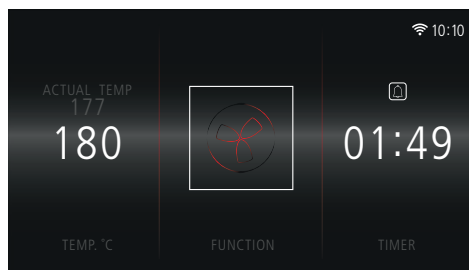 10:10
ACTUAL TEMP
177
180
01:49
TEMP. °C
FUNCTION
TIMER